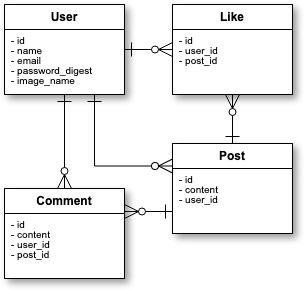 User
- id
- name
- email
- password_digest
- image_name
Like
- id
- user_id
- post_id
Post
- id
- content
- user_id
Comment
- id
- content
- user_id
- post_id